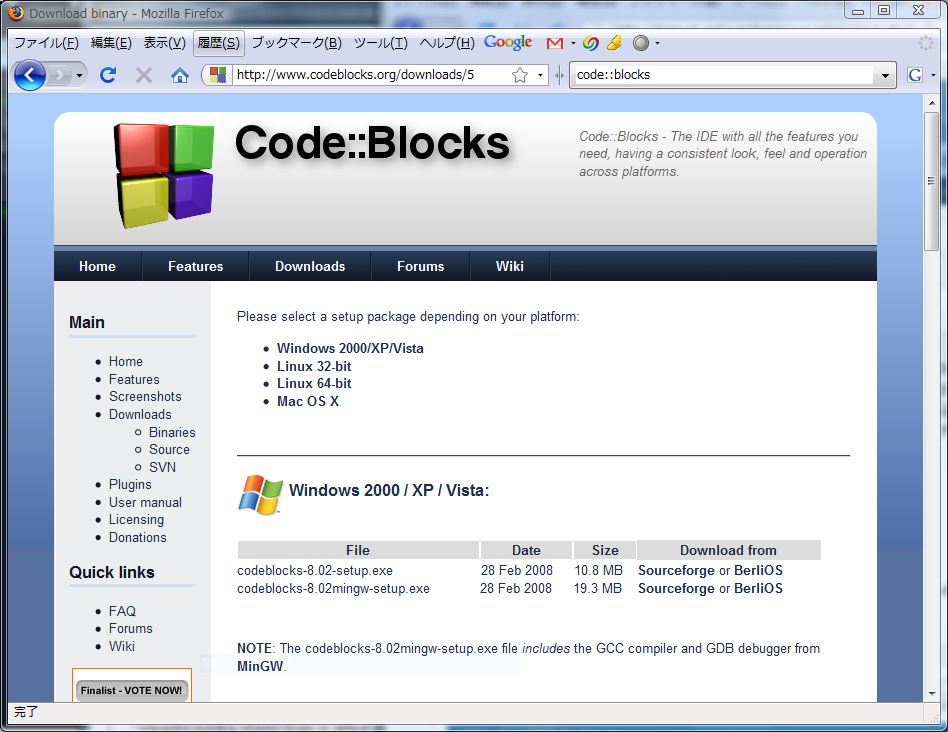 Download binary - Mozilla Firefox
ファイル(F) 編集(E) 表示(V) 履歴(S) ブックマーク(B) ツール(T) ヘルプ(H) Google
http://www.codeblocks.org/downloads/5
code::blocks
G
Code::Blocks
Code::Blocks - The IDE with all the features you
need, having a consistent look, feel and operation
across platforms.
Home Features Downloads Forums Wiki
Main
Home
Features
Screenshots
Downloads
Binaries
Source
SVN
Plugins
User manual
Licensing
Donations
Quick links
FAQ
Forums
Wiki
Finalist - VOTE NOW!
Please select a setup package depending on your platform:
Windows 2000/XP/Vista
Linux 32-bit
Linux 64-bit
Mac OS X
Windows 2000 / XP / Vista:
File Date Size Download from
codeblocks-8.02-setup.exe 28 Feb 2008 10.8 MB Sourceforge or BerliOS
codeblocks-8.02mingw-setup.exe 28 Feb 2008 19.3 MB Sourceforge or BerliOS
NOTE: The codeblocks-8.02mingw-setup.exe file includes the GCC compiler and GDB debugger from
MinGW.
完了